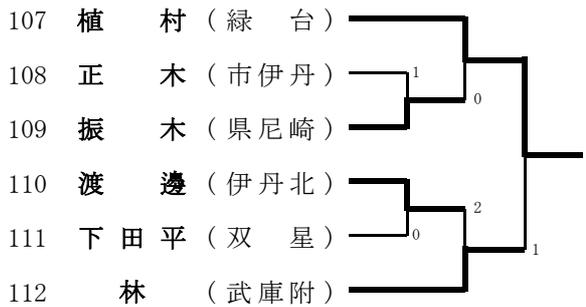 107 植 村 ( 緑 台 )
108 正 木 ( 市伊丹 ) 1
0
109 振 木 ( 県尼崎 )
110 渡 邊 ( 伊丹北 )
2
111 下田平 ( 双 星 ) 0
1
112 林 ( 武庫附 )